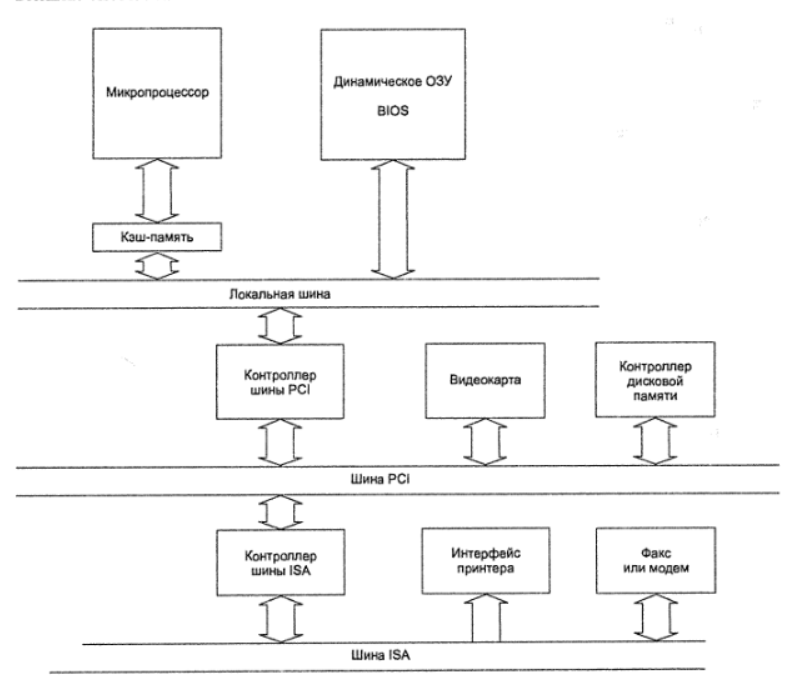 Микропроцессор
Динамическое ОЗУ
BIOS
Кэш-память
Локальная шина
Контроллер
шины PCI
Видеокарта
Контроллер
дисковой
памяти
Шина PCI
Контроллер
шины ISA
Интерфейс
принтера
Факс
или модем
Шина ISA